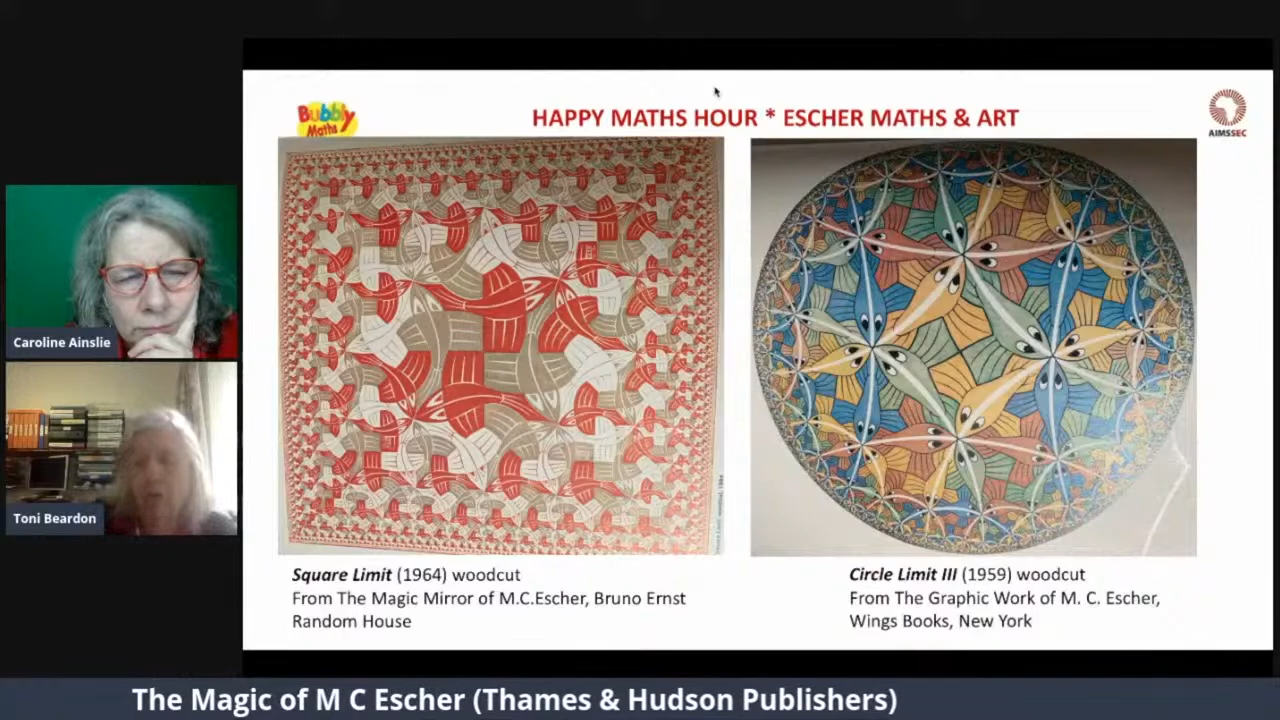 Bubbly
Maths
HAPPY MATHS HOUR * ESCHER MATHS & ART
AIMSSEC
Caroline Ainslie
Toni Beardon
Square Limit (1964) woodcut
From The Magic Mirror of M.C.Escher, Bruno Ernst
Random House
Circle Limit III (1959) woodcut
From The Graphic Work of M. C. Escher,
Wings Books, New York
The Magic of M C Escher (Thames & Hudson Publishers)